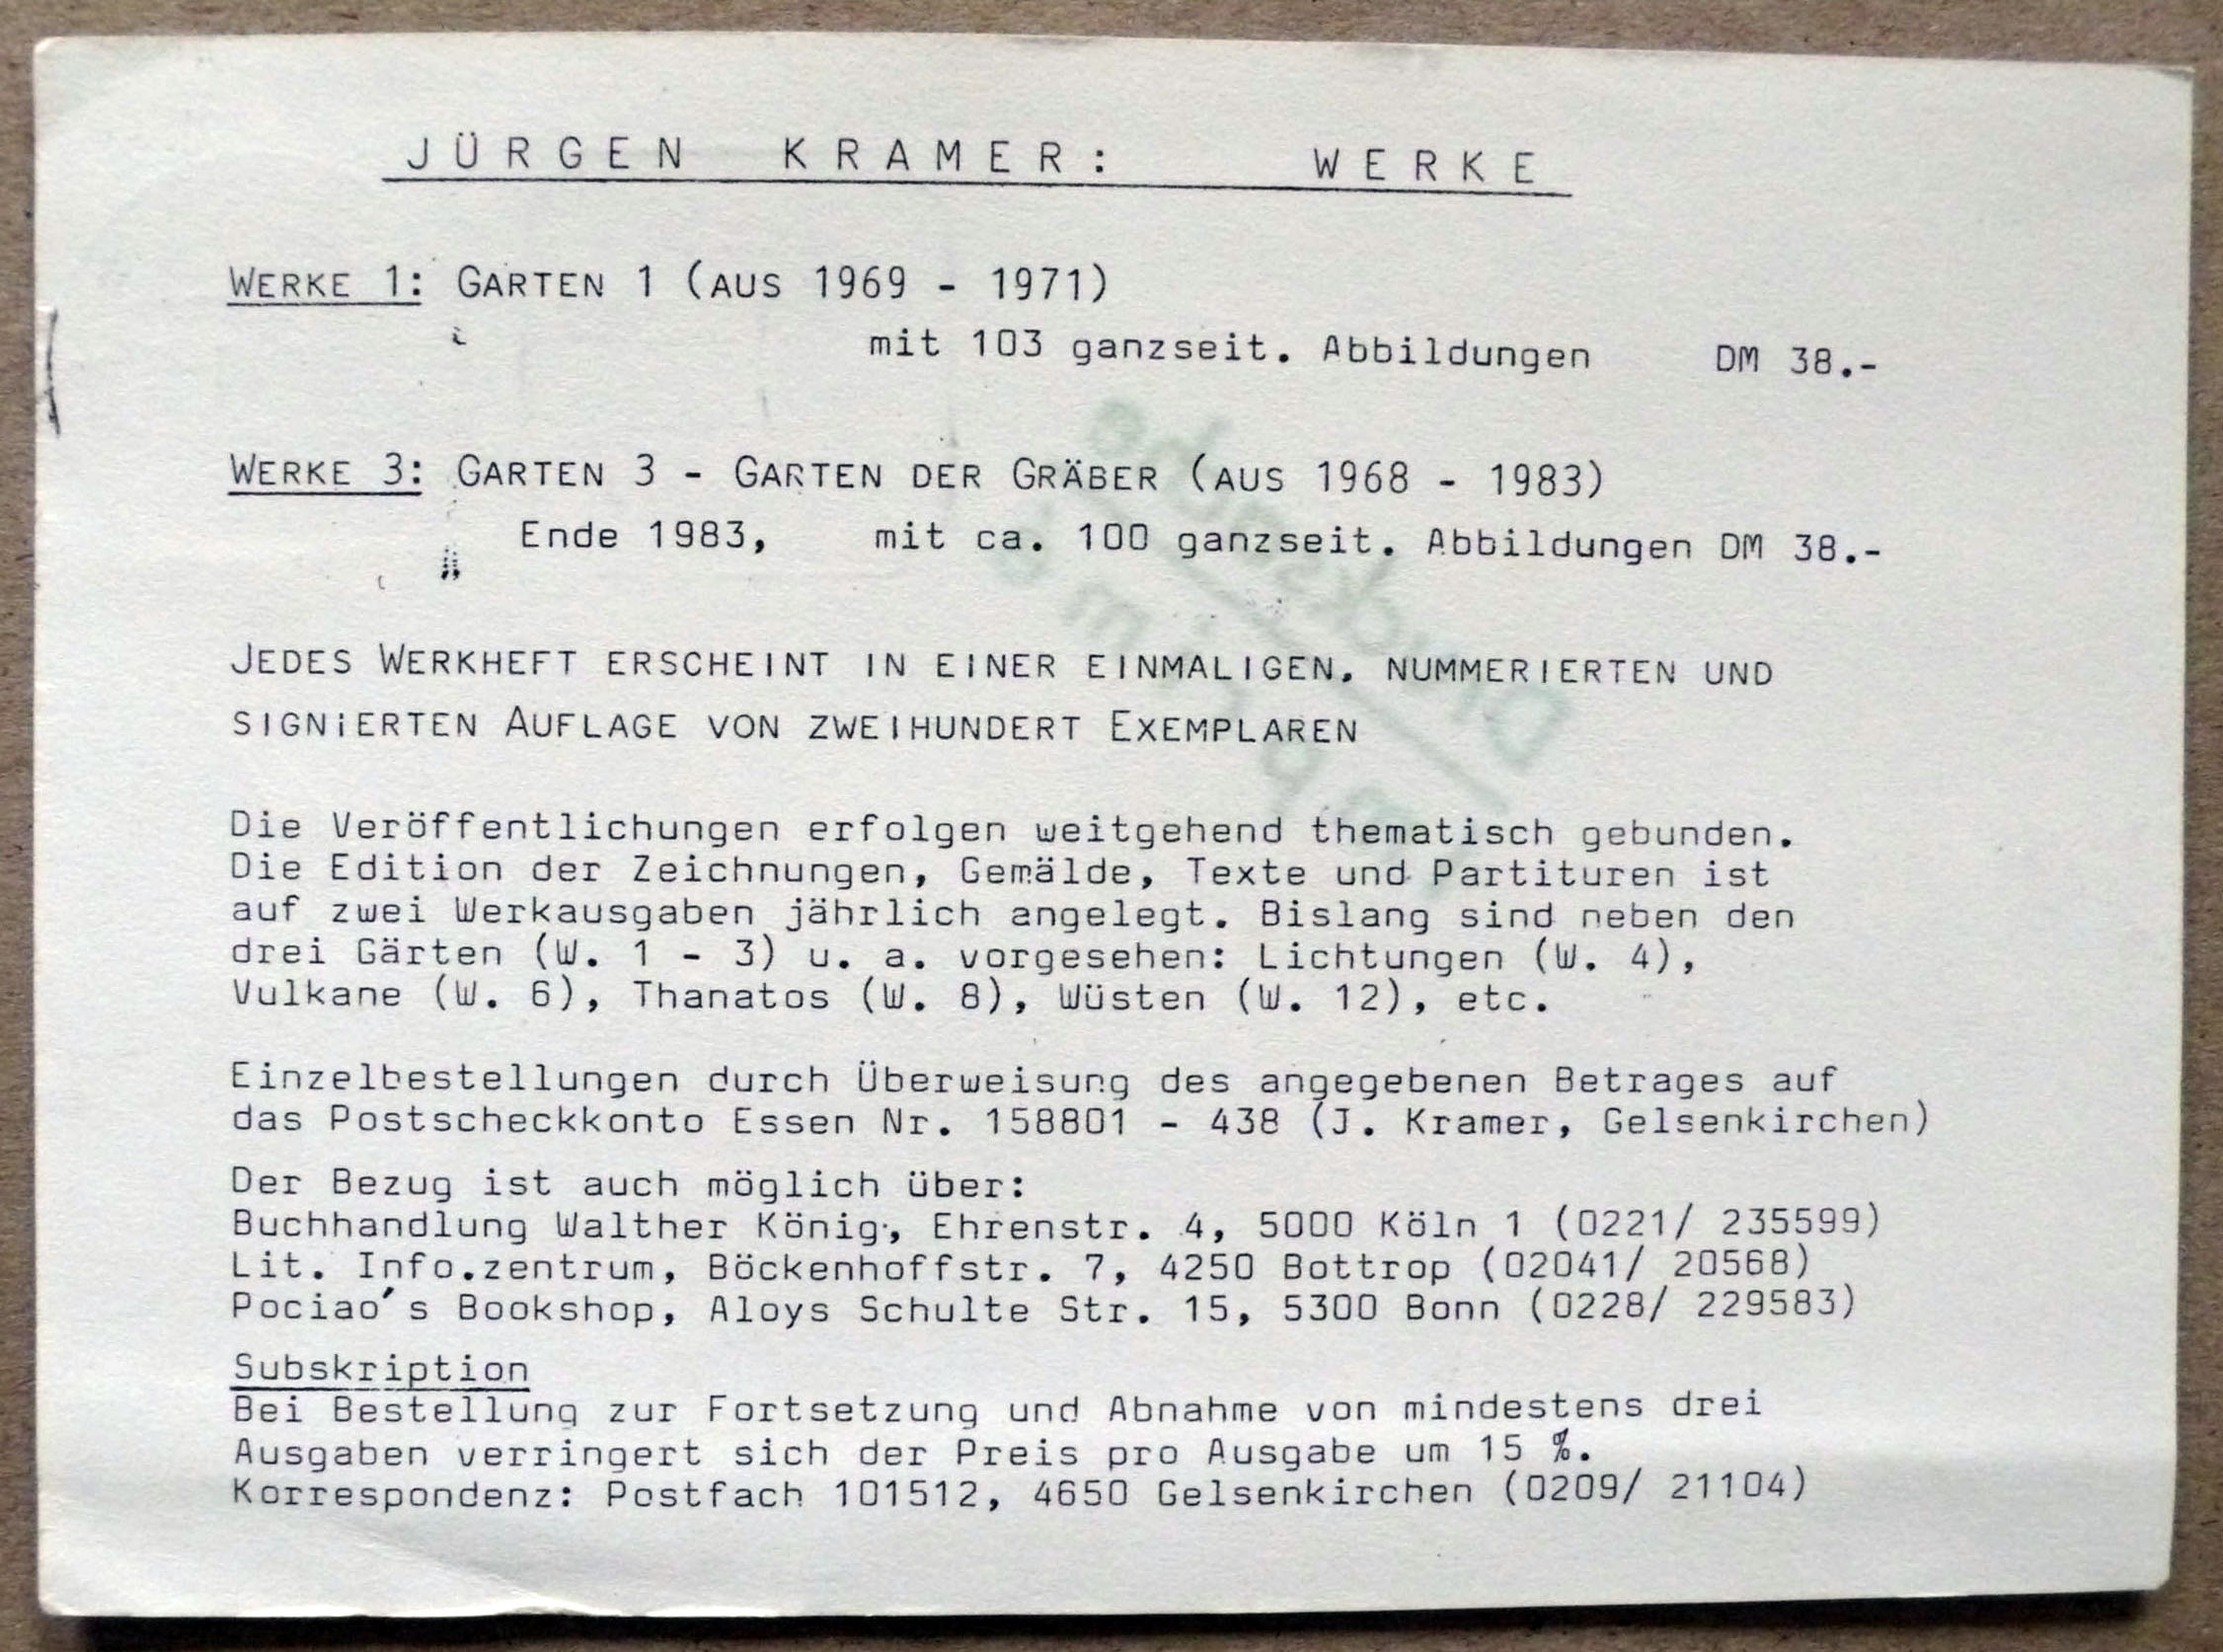 JÜRGEN KRAMER: WERKE
WERKE 1: GARTEN 1 (AUS 1969 - 1971)
mit 103 ganzseit. Abbildungen DM 38.-
WERKE 3: GARTEN 3 - GARTEN DER GRÄBER (AUS 1968 - 1983)
Ende 1983, mit ca. 100 ganzseit. Abbildungen DM 38.-
JEDES WERKHEFT ERSCHEINT IN EINER EINMALIGEN, NUMMERIERTEN UND
SIGNIERTEN AUFLAGE VON ZWEIHUNDERT EXEMPLAREN
Die Veröffentlichungen erfolgen weitgehend thematisch gebunden.
Die Edition der Zeichnungen, Gemälde, Texte und Partituren ist
auf zwei Werkausgaben jährlich angelegt. Bislang sind neben den
drei Gärten (W. 1 - 3) u. a. vorgesehen: Lichtungen (W. 4),
Vulkane (W. 6), Thanatos (W. 8), Wüsten (W. 12), etc.
Einzelbestellungen durch Überweisung des angegebenen Betrages auf
das Postscheckkonto Essen Nr. 158801 - 438 (J. Kramer, Gelsenkirchen)
Der Bezug ist auch möglich über:
Buchhandlung Walther König, Ehrenstr. 4, 5000 Köln 1 (0221/ 235599)
Lit. Info.zentrum, Böckenhoffstr. 7, 4250 Bottrop (02041/ 20568)
Pociao's Bookshop, Aloys Schulte Str. 15, 5300 Bonn (0228/ 229583)
Subskription
Bei Bestellung zur Fortsetzung und Abnahme von mindestens drei
Ausgaben verringert sich der Preis pro Ausgabe um 15 %.
Korrespondenz: Postfach 101512, 4650 Gelsenkirchen (0209/ 21104)